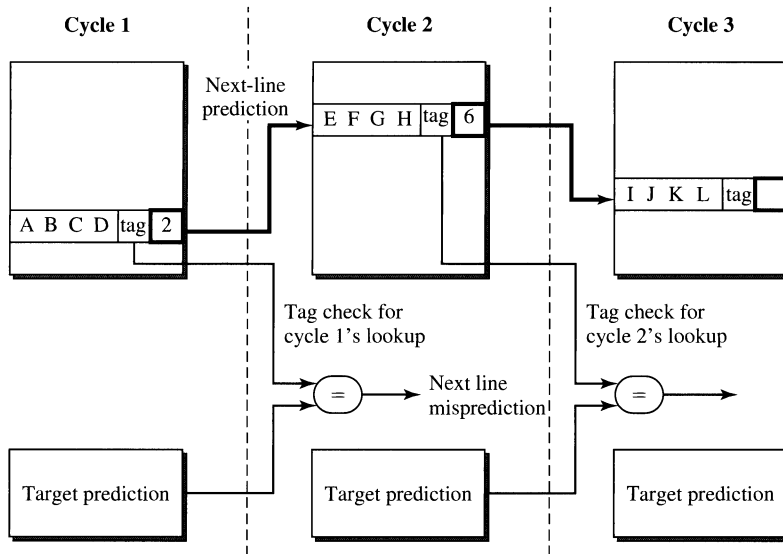 Cycle 1
Cycle 2
Cycle 3
Next-line
prediction
E F G H tag 6
I J K L tag
A B C D tag 2
Tag check for
cycle 1's lookup
Tag check for
cycle 2's lookup
=
Next line
misprediction
=
Target prediction
Target prediction
Target prediction